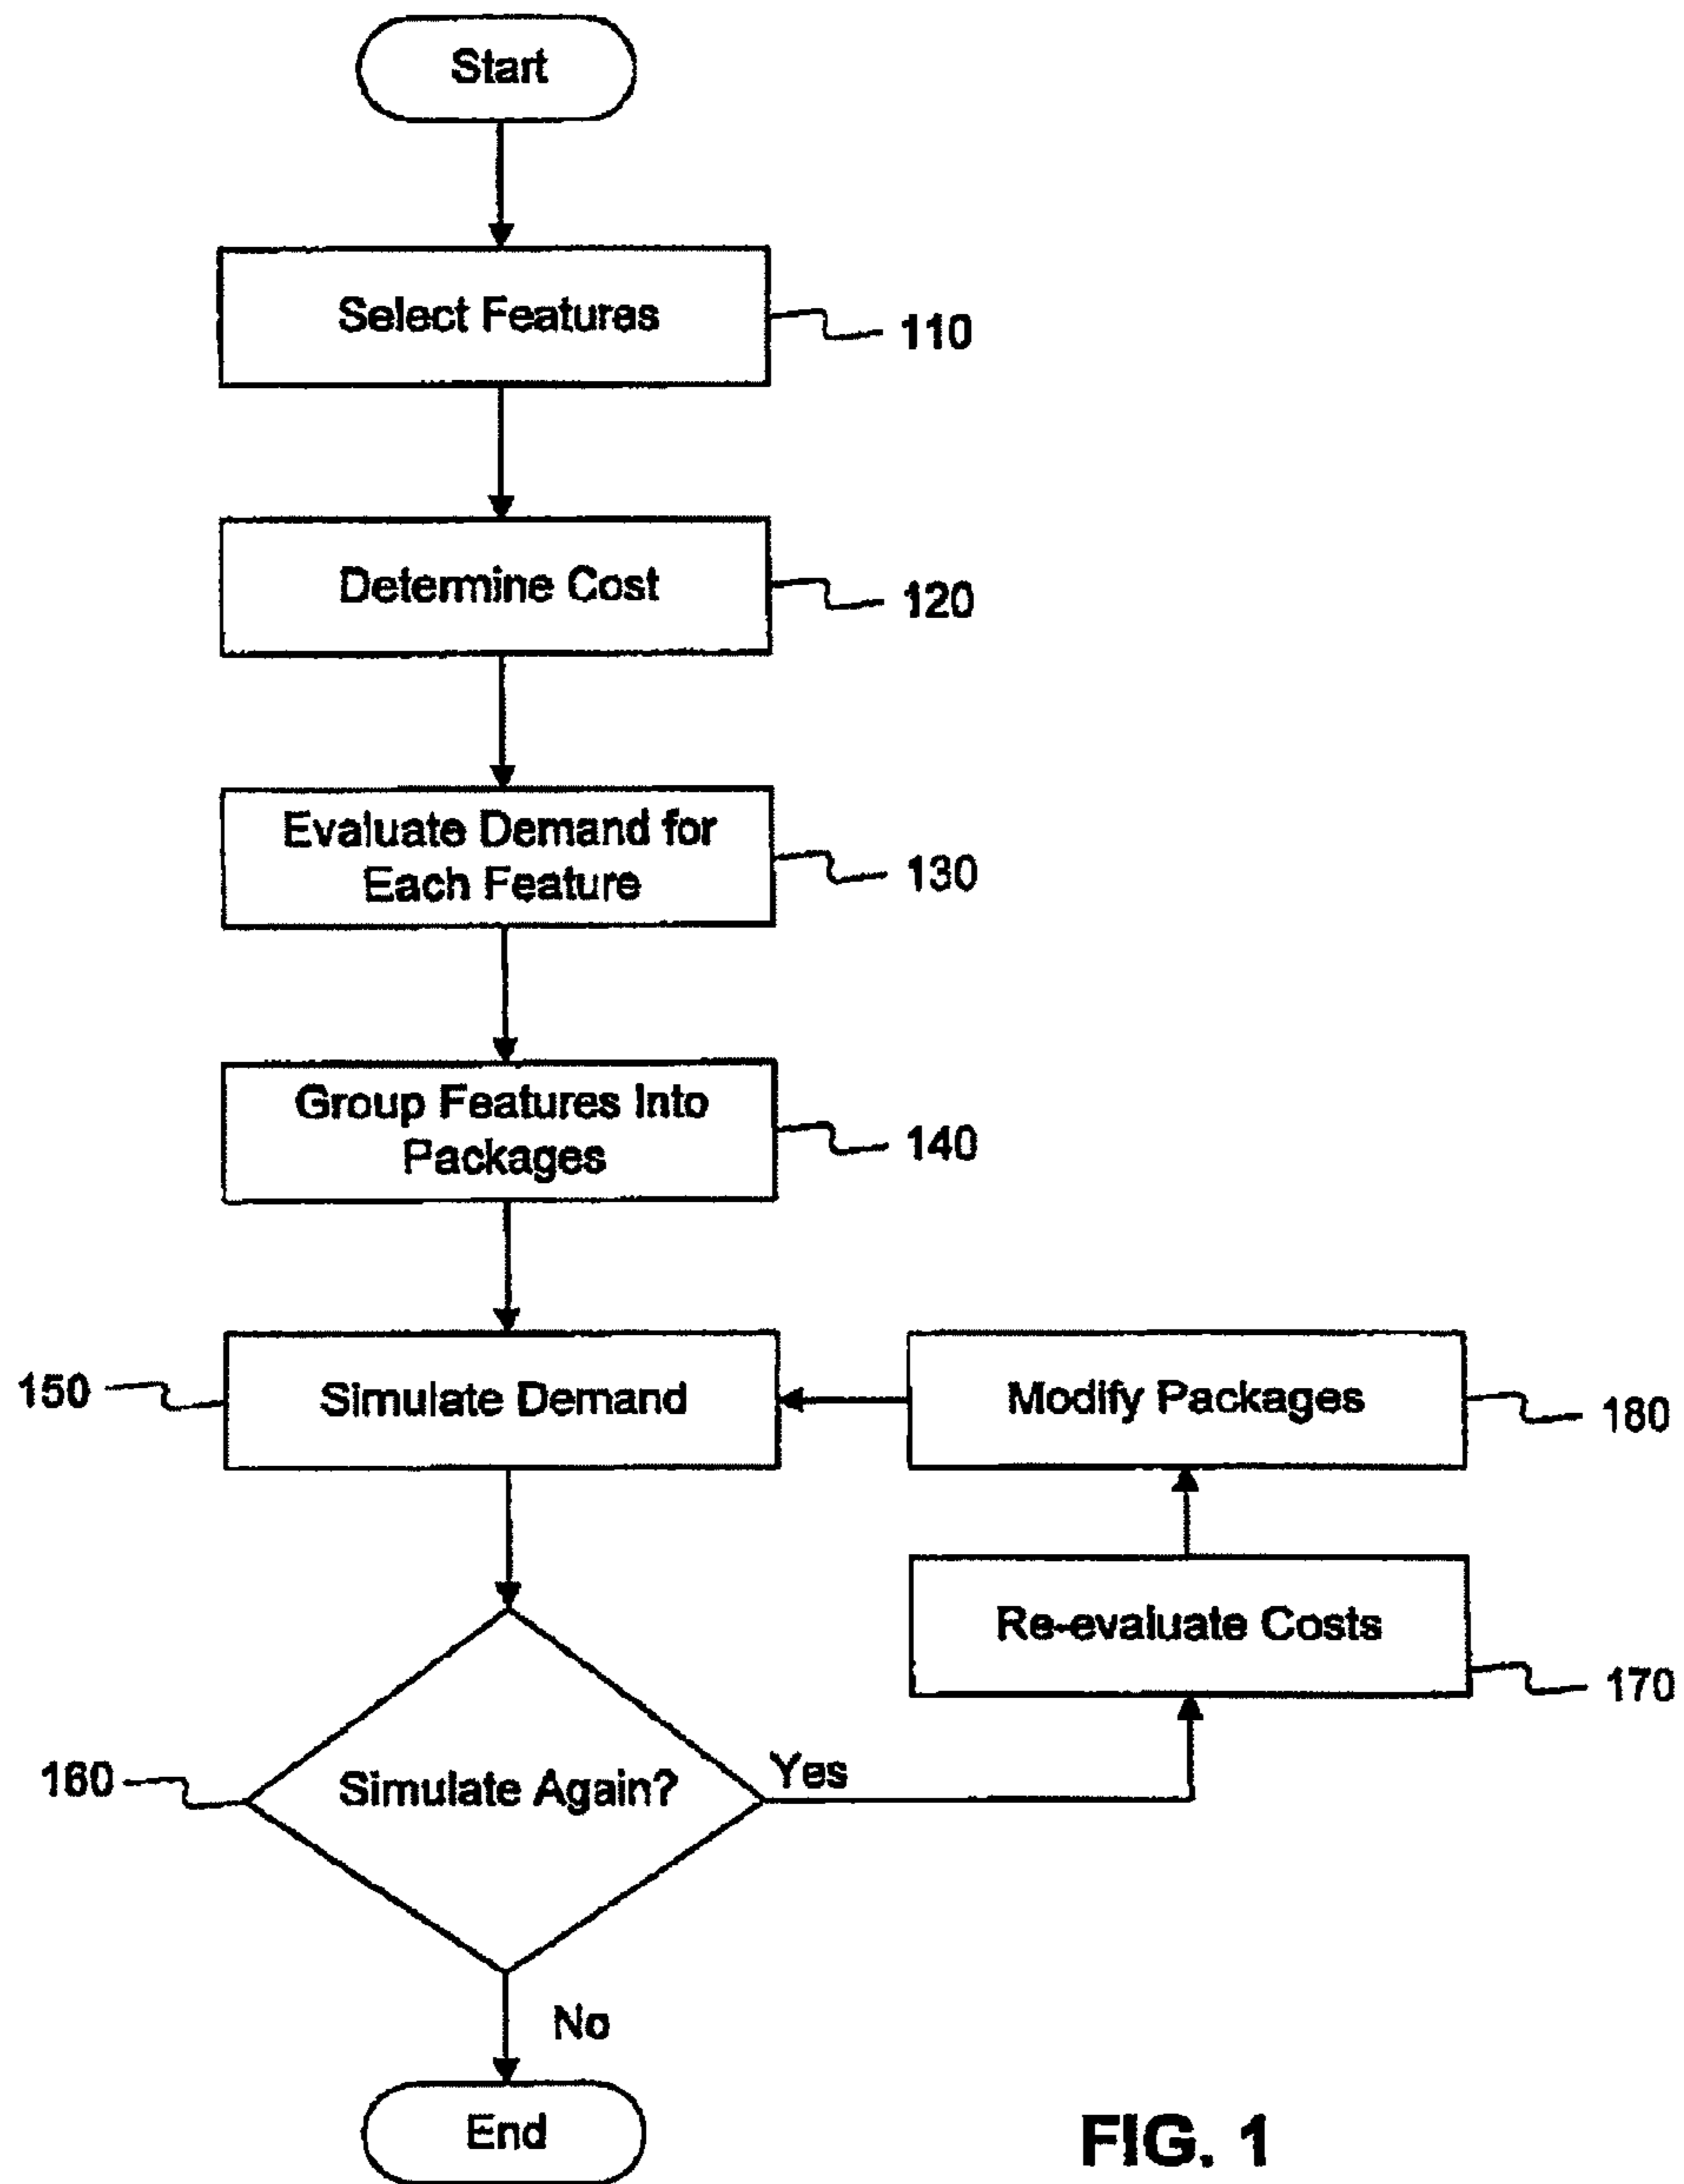 Start
Select Features
110
Determine Cost
120
Evaluate Demand for
Each Feature
130
Group Features Into
Packages
140
150
Simulate Demand
Modify Packages
180
Re-evaluate Costs
170
160
Simulate Again?
Yes
No
End
FIG. 1